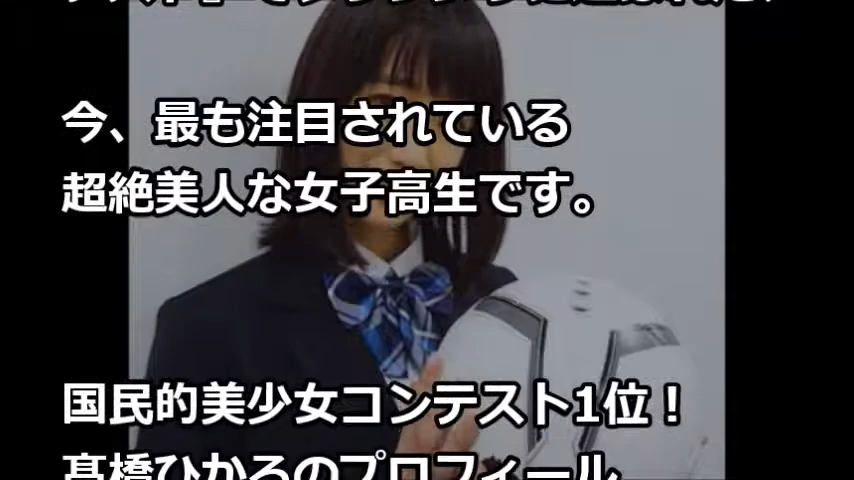 今、最も注目されている
超絶美人な女子高生です。
国民的美少女コンテスト1位！
髙橋ひかるのプロフィール